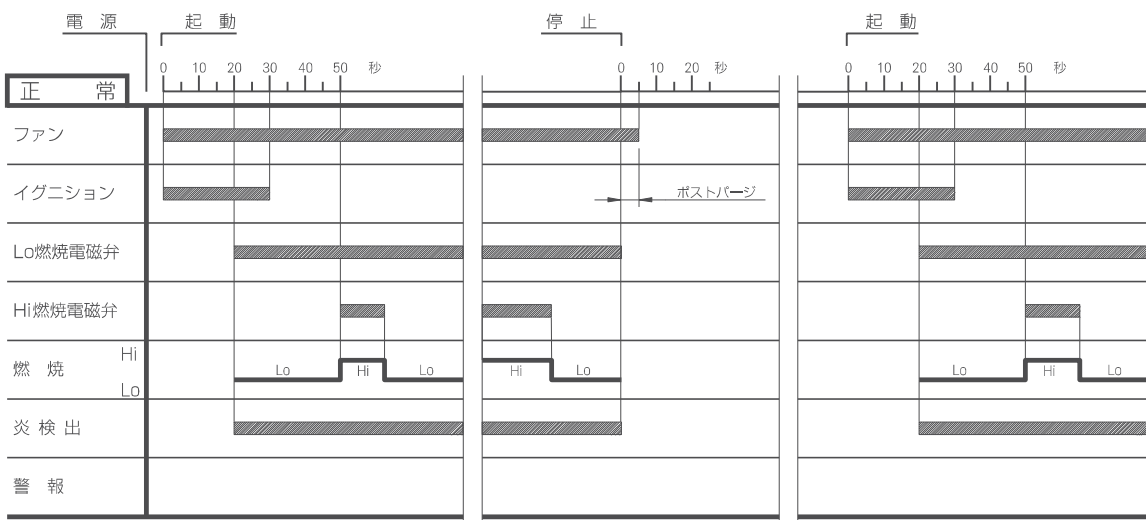 電 源 起 動 停 止 起 動
0 10 20 30 40 50 秒 0 10 20 秒 0 10 20 30 40 50 秒
正 常
ファン
イグニション ポストパージ
Lo燃焼電磁弁
Hi燃焼電磁弁
Hi
燃 焼 Lo Hi Lo Hi Lo Lo Hi Lo
Lo
炎 検 出
警 報